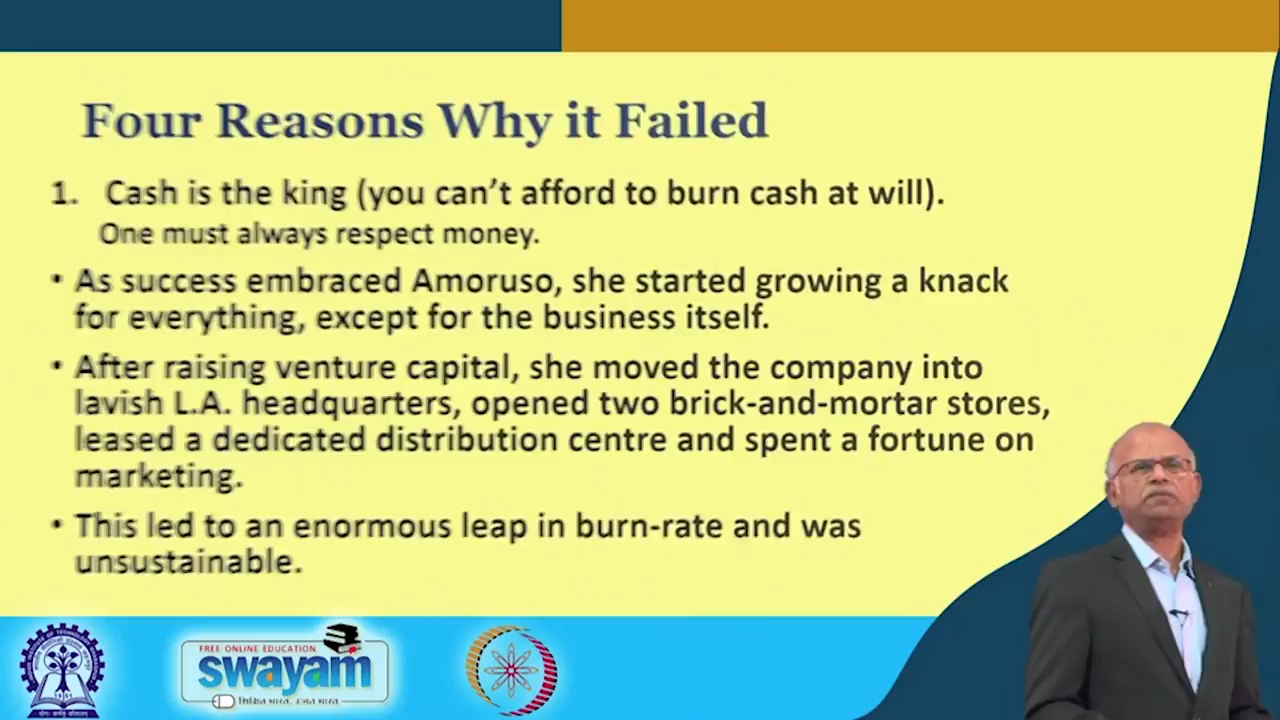 Four Reasons Why it Failed
1. Cash is the king (you can't afford to burn cash at will).
One must always respect money.
• As success embraced Amoruso, she started growing a knack
for everything, except for the business itself.
• After raising venture capital, she moved the company into
lavish L.A. headquarters, opened two brick-and-mortar stores,
leased a dedicated distribution centre and spent a fortune on
marketing.
• This led to an enormous leap in burn-rate and was
unsustainable.
FREE ONLINE EDUCATION
swayam
शिक्षित भारत, उन्नत भारत